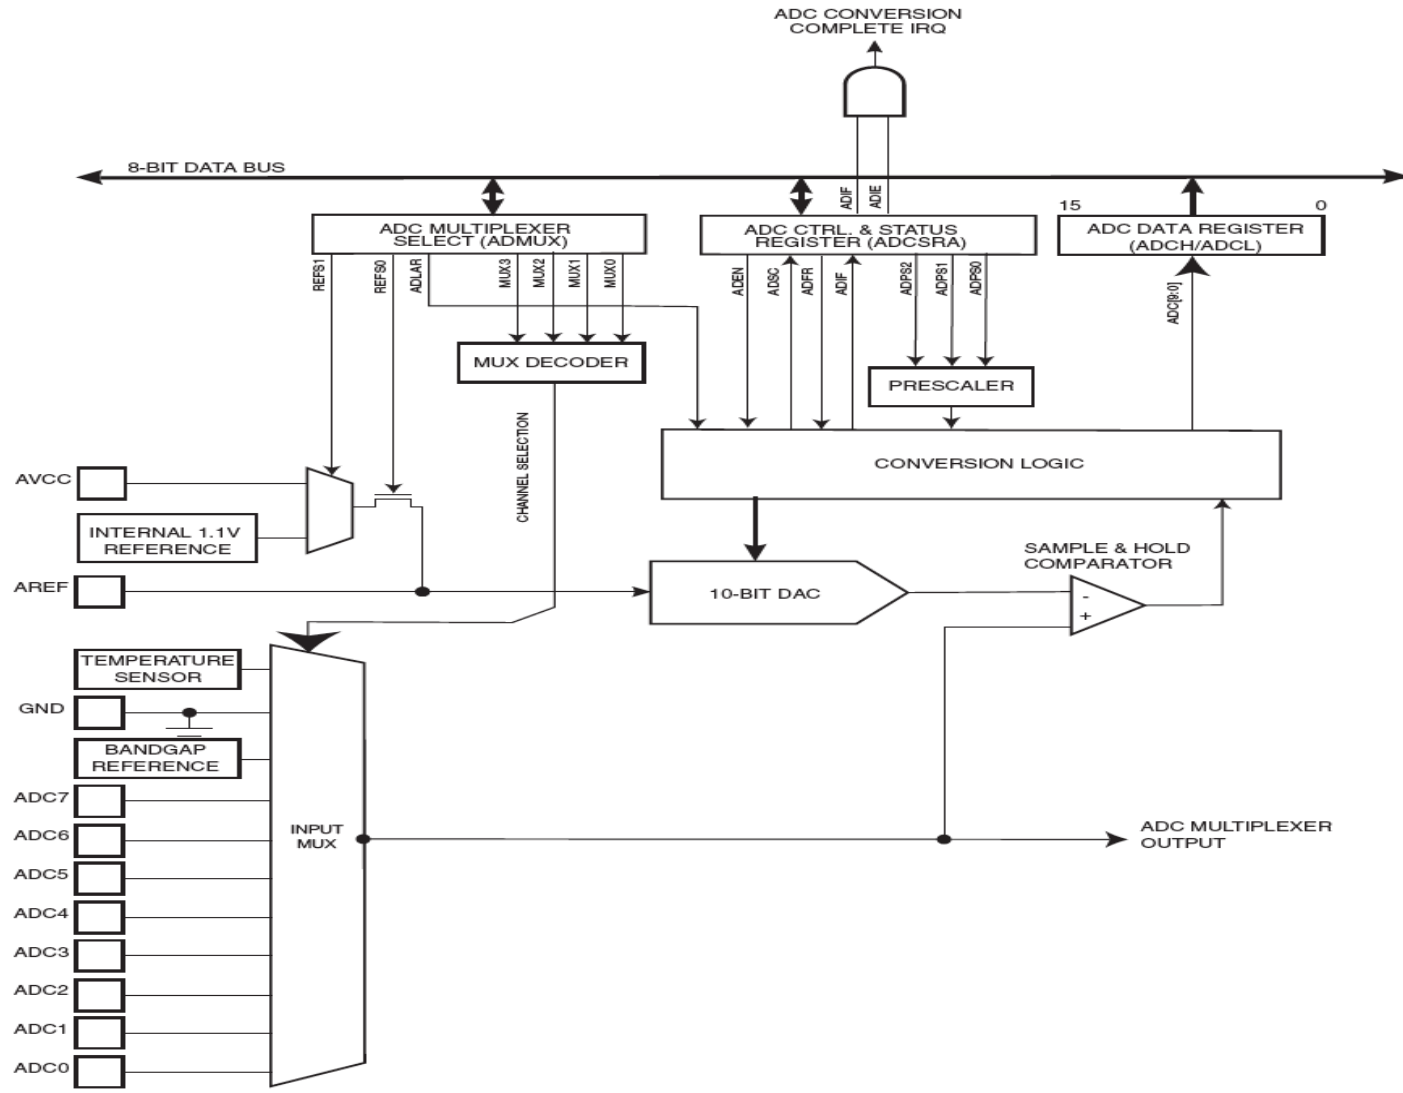 ADC CONVERSION
COMPLETE IRQ
8-BIT DATA BUS
ADIF
ADIE
15
0
ADC MULTIPLEXER
SELECT (ADMUX)
ADC CTRL. & STATUS
REGISTER (ADCSRA)
ADC DATA REGISTER
(ADCH/ADCL)
REFS1
REFS0
ADLAR
MUX3
MUX2
MUX1
MUX0
ADEN
ADSC
ADFR
ADIF
ADPS2
ADPS1
ADPS0
ADC[9:0]
MUX DECODER
PRESCALER
CHANNEL SELECTION
CONVERSION LOGIC
AVCC
INTERNAL 1.1V
REFERENCE
AREF
SAMPLE & HOLD
COMPARATOR
10-BIT DAC
-
+
TEMPERATURE
SENSOR
GND
BANDGAP
REFERENCE
ADC7
ADC6
ADC5
ADC4
ADC3
ADC2
ADC1
ADC0
INPUT
MUX
ADC MULTIPLEXER
OUTPUT